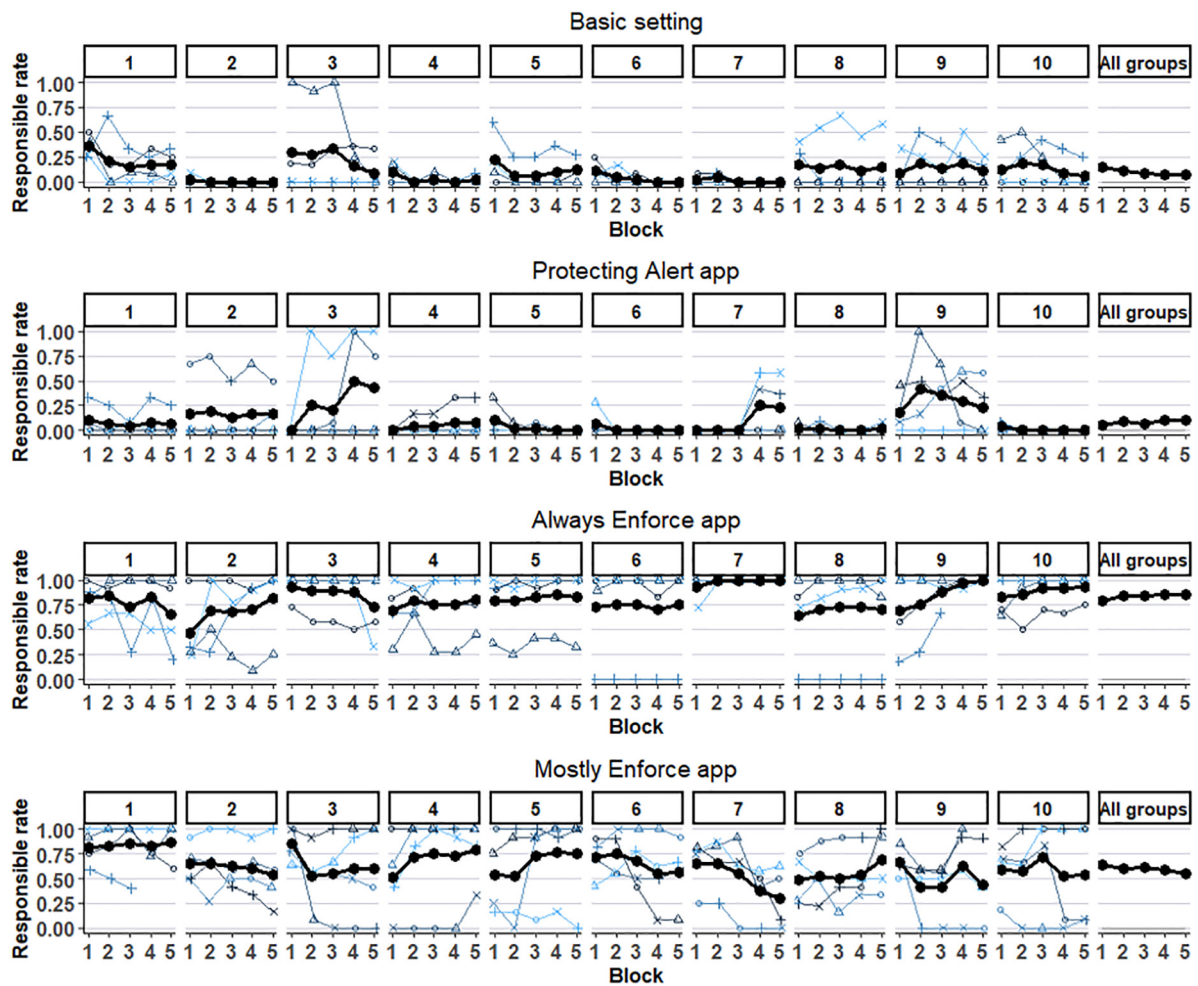 Basic setting
1 2 3 4 5 6 7 8 9 10 All groups
Responsible rate
1.00
0.75
0.50
0.25
0.00
1 2 3 4 5 1 2 3 4 5 1 2 3 4 5 1 2 3 4 5 1 2 3 4 5 1 2 3 4 5 1 2 3 4 5 1 2 3 4 5 1 2 3 4 5 1 2 3 4 5 1 2 3 4 5
Block
Protecting Alert app
1 2 3 4 5 6 7 8 9 10 All groups
Responsible rate
1.00
0.75
0.50
0.25
0.00
1 2 3 4 5 1 2 3 4 5 1 2 3 4 5 1 2 3 4 5 1 2 3 4 5 1 2 3 4 5 1 2 3 4 5 1 2 3 4 5 1 2 3 4 5 1 2 3 4 5 1 2 3 4 5
Block
Always Enforce app
1 2 3 4 5 6 7 8 9 10 All groups
Responsible rate
1.00
0.75
0.50
0.25
0.00
1 2 3 4 5 1 2 3 4 5 1 2 3 4 5 1 2 3 4 5 1 2 3 4 5 1 2 3 4 5 1 2 3 4 5 1 2 3 4 5 1 2 3 4 5 1 2 3 4 5 1 2 3 4 5
Block
Mostly Enforce app
1 2 3 4 5 6 7 8 9 10 All groups
Responsible rate
1.00
0.75
0.50
0.25
0.00
1 2 3 4 5 1 2 3 4 5 1 2 3 4 5 1 2 3 4 5 1 2 3 4 5 1 2 3 4 5 1 2 3 4 5 1 2 3 4 5 1 2 3 4 5 1 2 3 4 5 1 2 3 4 5
Block